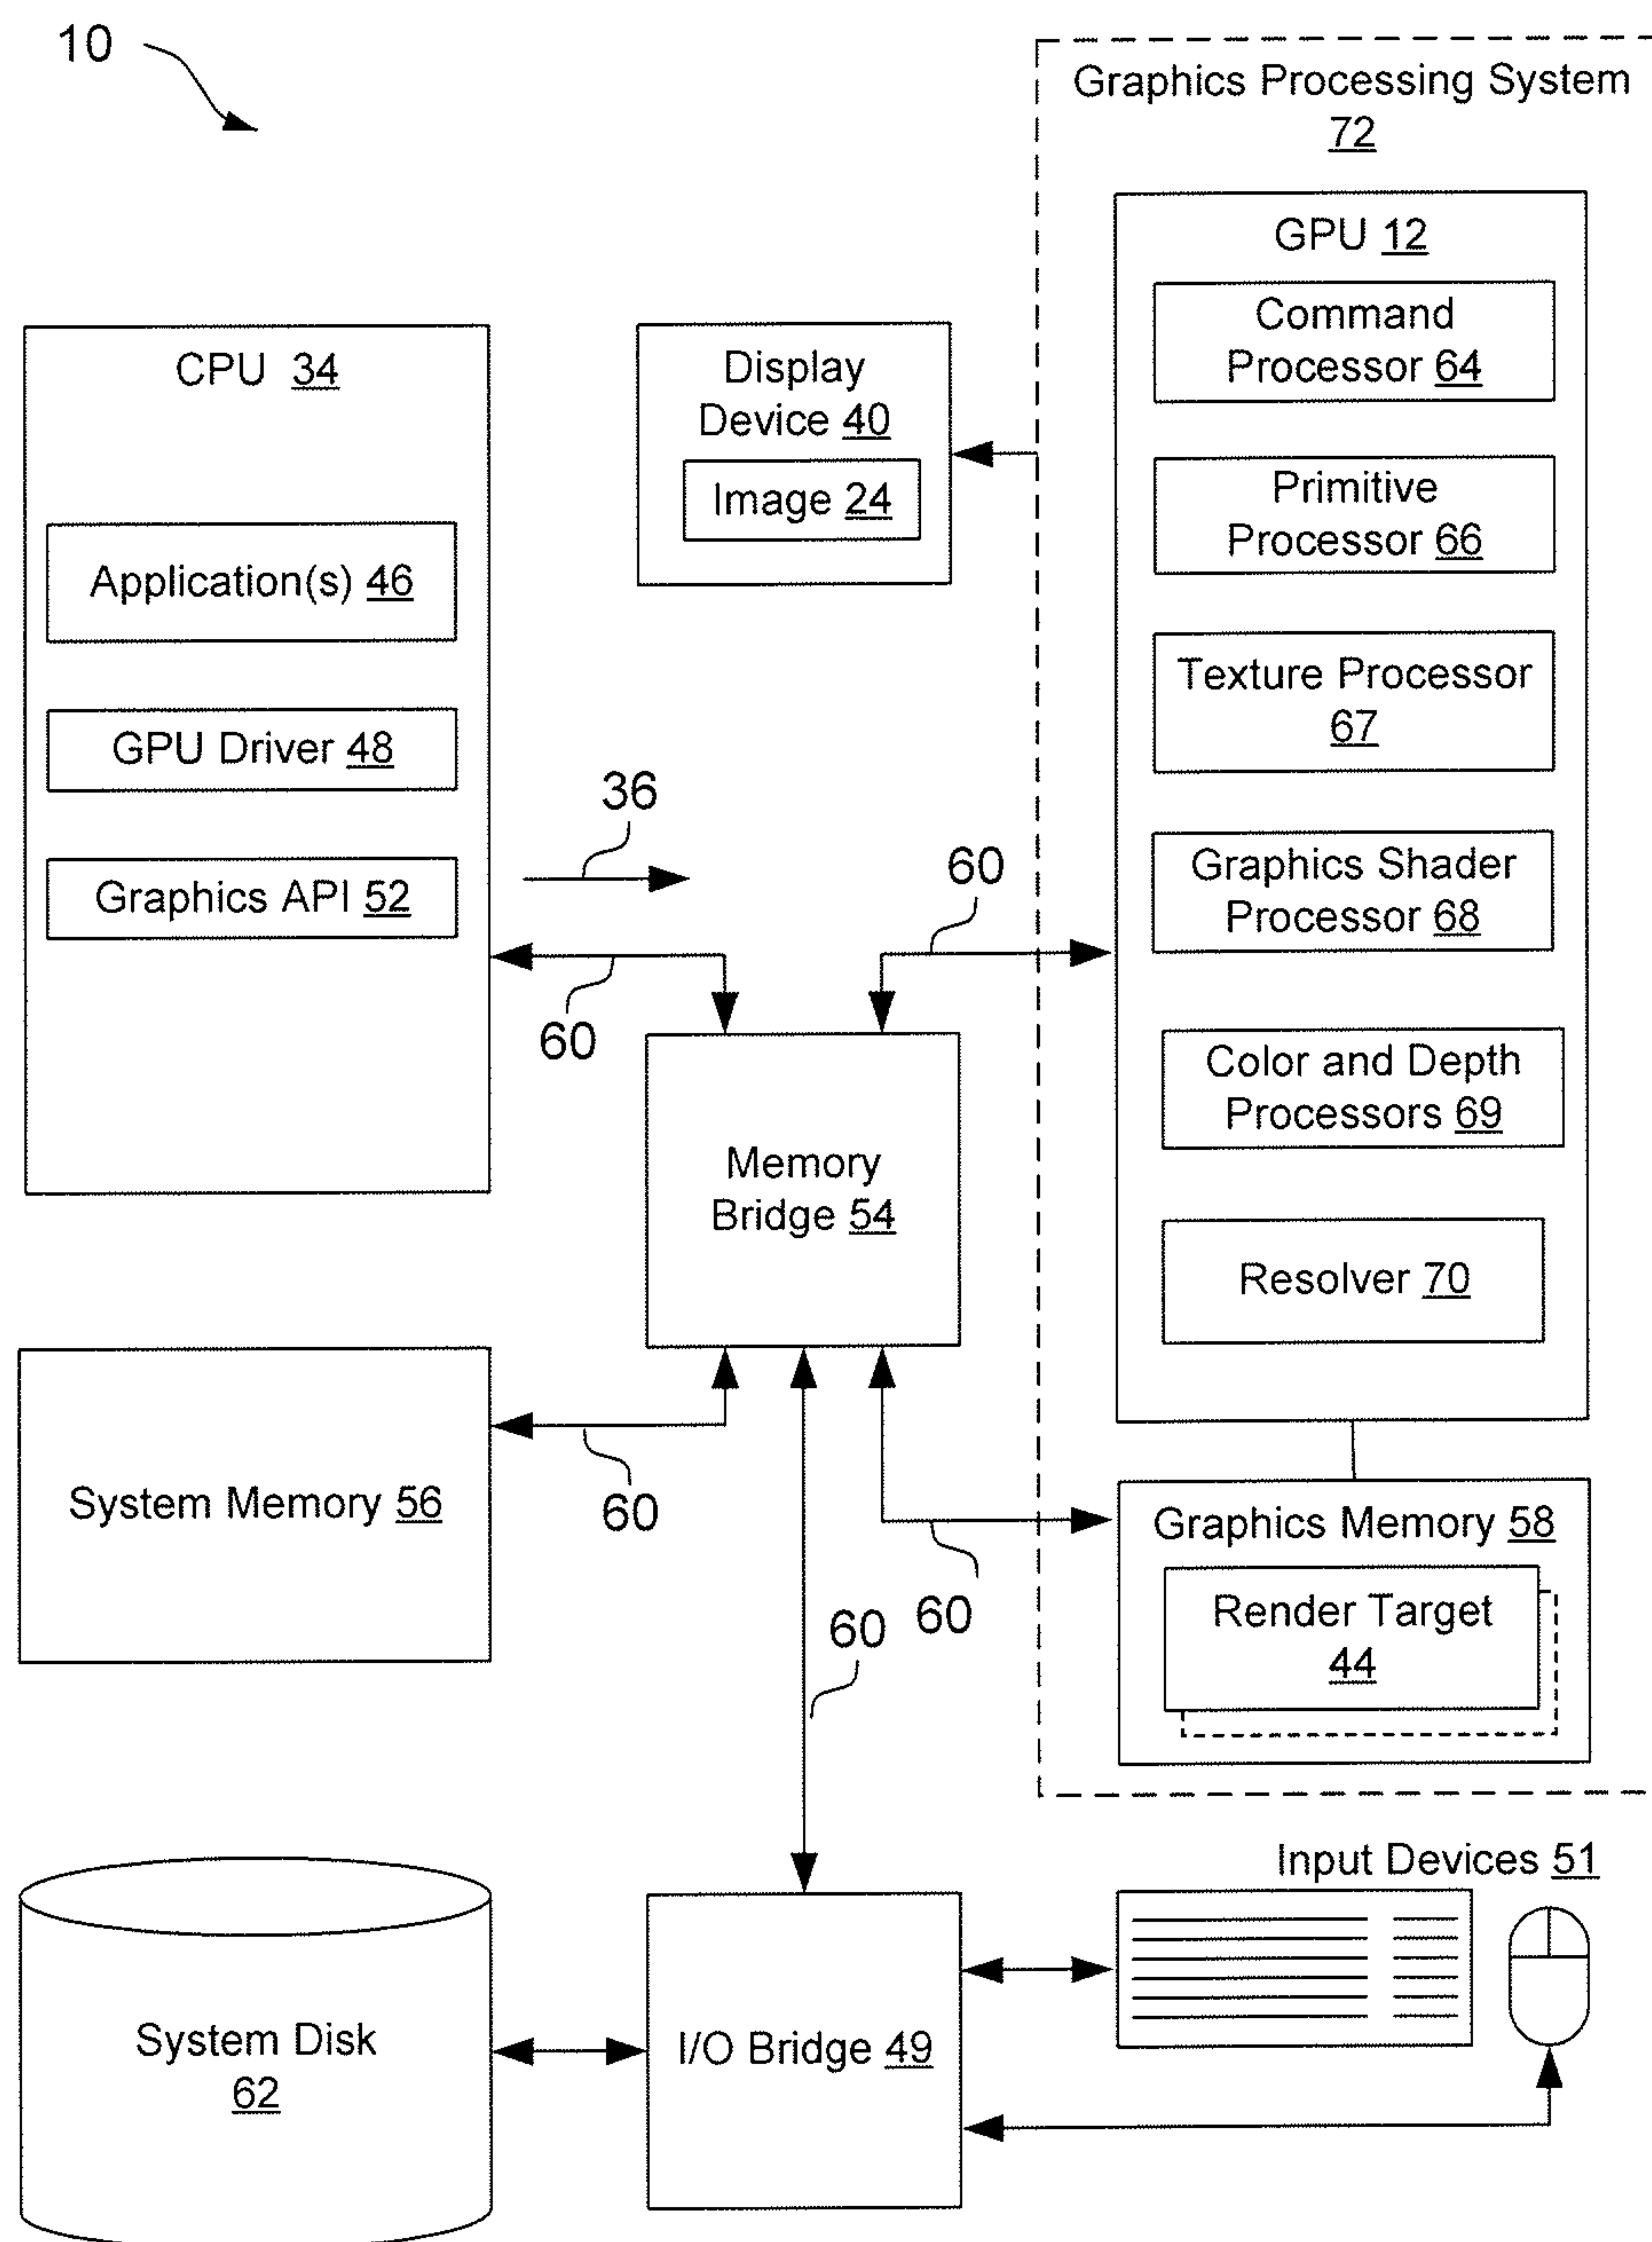 10
Graphics Processing System
72
GPU 12
Command
Processor 64
Primitive
Processor 66
Texture Processor
67
Graphics Shader
Processor 68
Color and Depth
Processors 69
Resolver 70
CPU 34
Application(s) 46
GPU Driver 48
Graphics API 52
Display
Device 40
Image 24
36
60
60
Memory
Bridge 54
System Memory 56
60
60
60
Graphics Memory 58
Render Target
44
Input Devices 51
System Disk
62
I/O Bridge 49